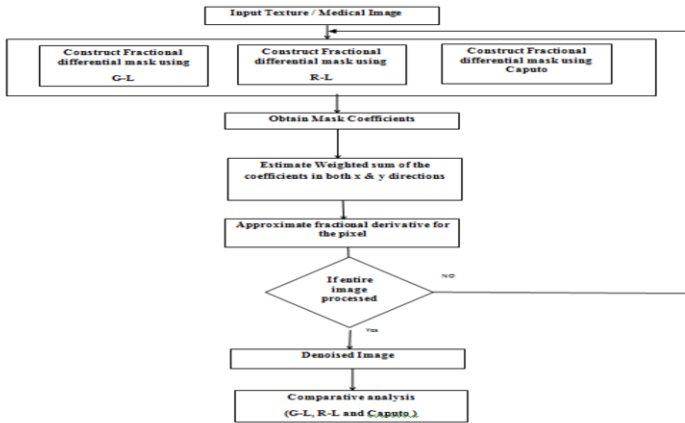 Input Texture / Medical Image
Construct Fractional
differential mask using
G-L
Construct Fractional
differential mask using
R-L
Construct Fractional
differential mask using
Caputo
Obtain Mask Coefficients
Estimate Weighted sum of the
coefficients in both x & y directions
Approximate fractional derivative for
the pixel
If entire
image
processed
NO
Yes
Denoised Image
Comparative analysis
(G-L, R-L and Caputo)